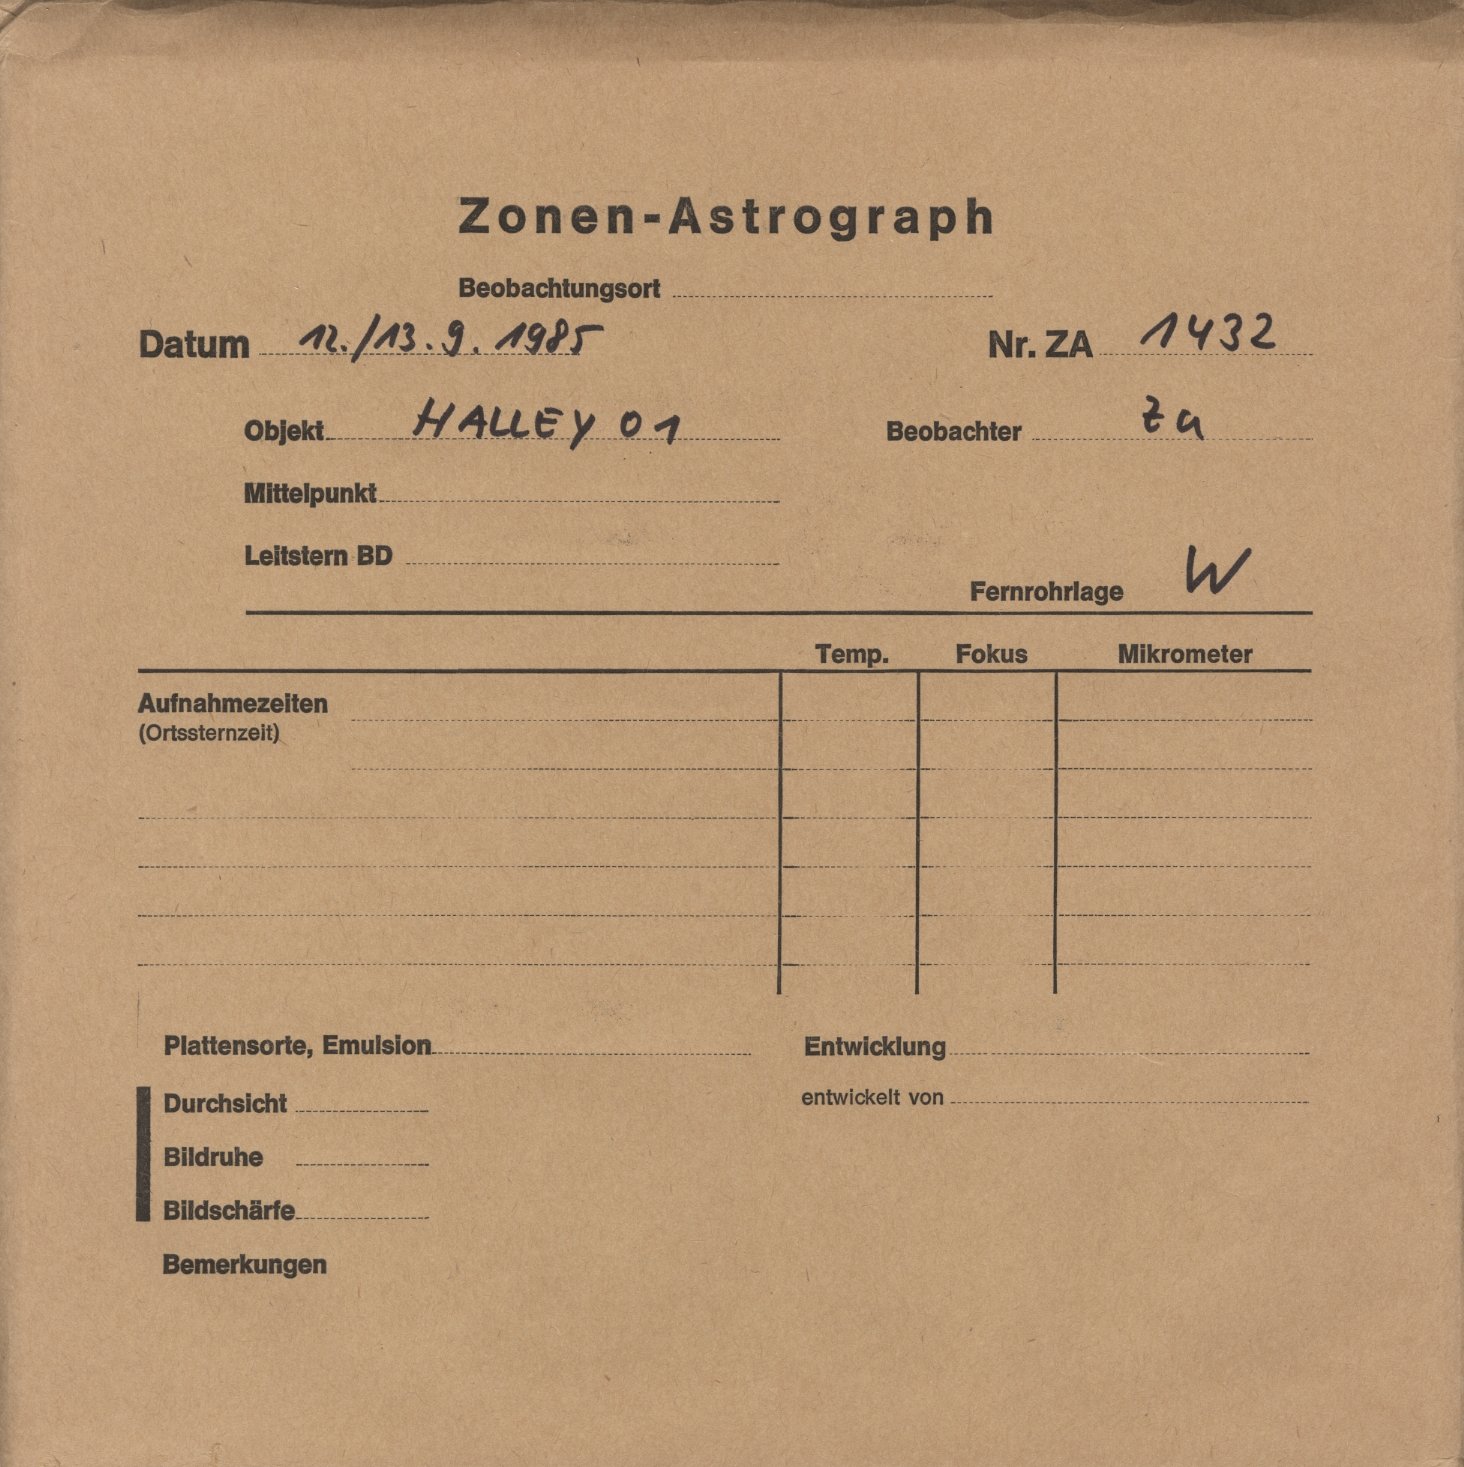 Zonen-Astrograph
Beobachtungsort
Datum 12./13.9.1985 Nr. ZA 1432
Objekt HALLEY 01 Beobachter Za
Mittelpunkt
Leitstern BD
Fernrohrlage W
Temp. Fokus Mikrometer
Aufnahmezeiten
(Ortssternzeit)
Plattensorte, Emulsion Entwicklung
Durchsicht entwickelt von
Bildruhe
Bildschärfe
Bemerkungen